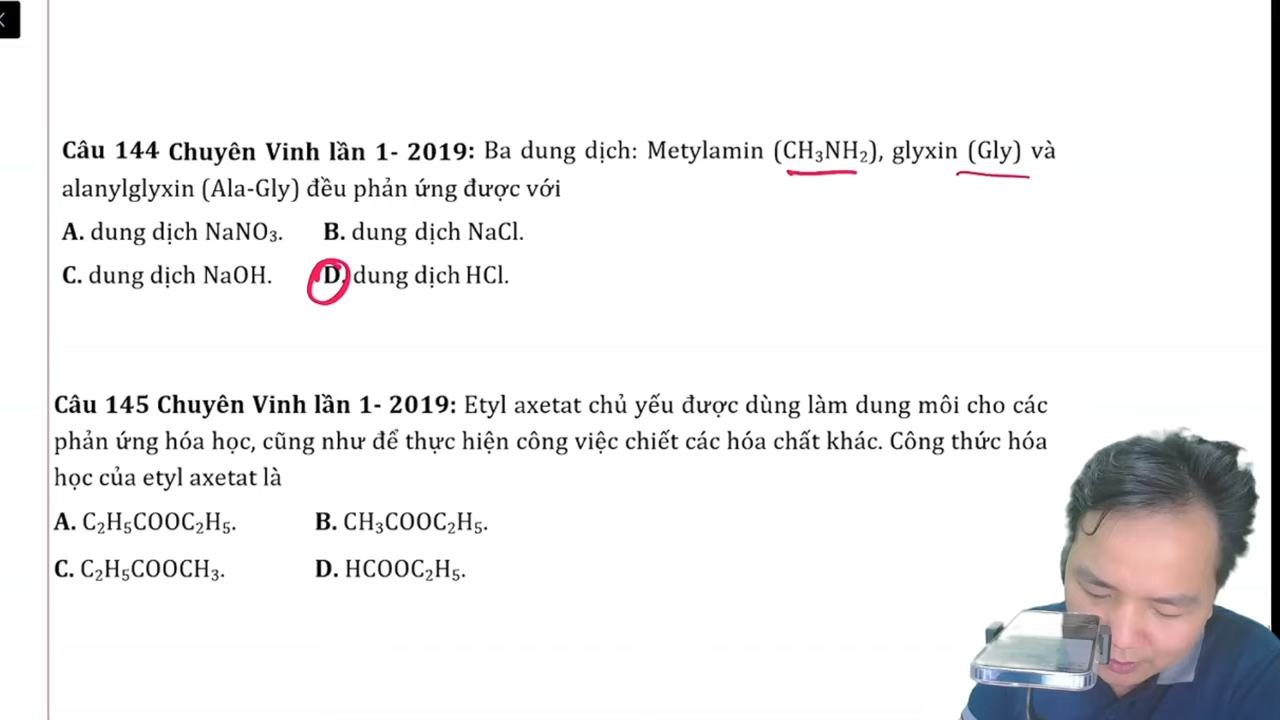 Câu 144 Chuyên Vinh lần 1- 2019: Ba dung dịch: Metylamin (CH₃NH₂), glyxin (Gly) và
alanylglyxin (Ala-Gly) đều phản ứng được với
A. dung dịch NaNO₃. B. dung dịch NaCl.
C. dung dịch NaOH. D. dung dịch HCl.
Câu 145 Chuyên Vinh lần 1- 2019: Etyl axetat chủ yếu được dùng làm dung môi cho các
phản ứng hóa học, cũng như để thực hiện công việc chiết các hóa chất khác. Công thức hóa
học của etyl axetat là
A. C₂H₅COOC₂H₅. B. CH₃COOC₂H₅.
C. C₂H₅COOCH₃. D. HCOOC₂H₅.